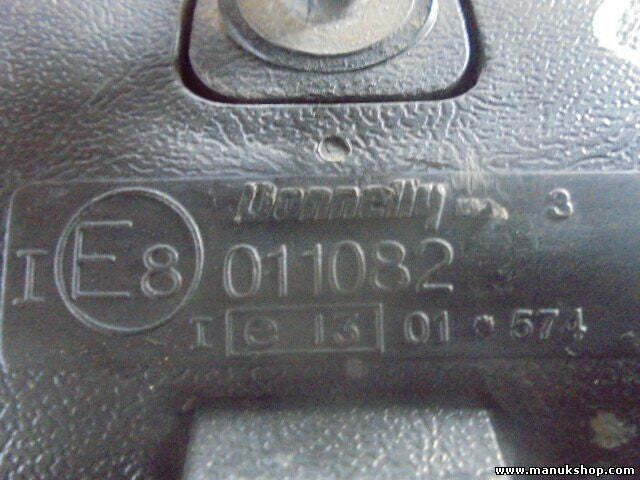 Donnelly 3
I E8 011082
I e 13 01 * 574
www.manukshop.com